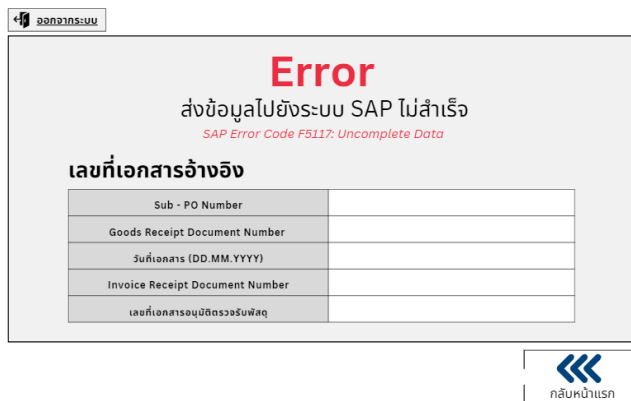 ออกจากระบบ
Error
ส่งข้อมูลไปยังระบบ SAP ไม่สำเร็จ
SAP Error Code F5117: Uncomplete Data
เลขที่เอกสารอ้างอิง
Sub - PO Number
Goods Receipt Document Number
วันที่เอกสาร (DD.MM.YYYY)
Invoice Receipt Document Number
เลขที่เอกสารอนุมัติตรวจรับพัสดุ
กลับหน้าแรก